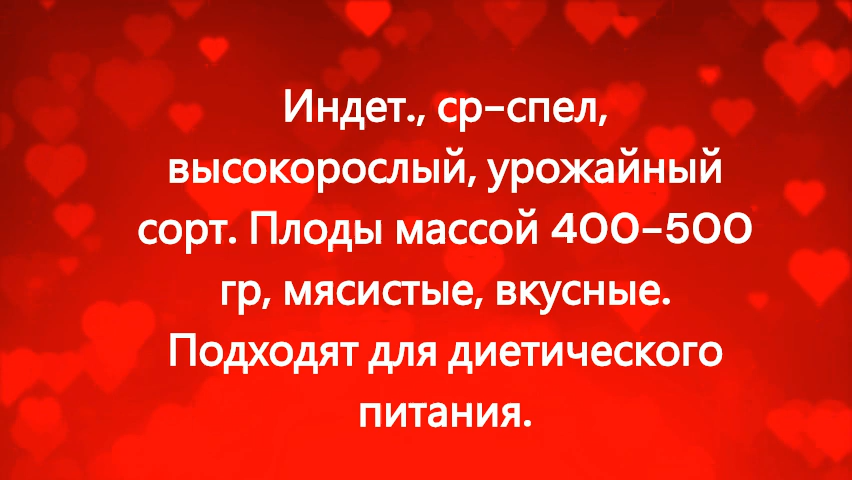 Индет., ср-спел,
высокорослый, урожайный
сорт. Плоды массой 400-500
гр, мясистые, вкусные.
Подходят для диетического
питания.